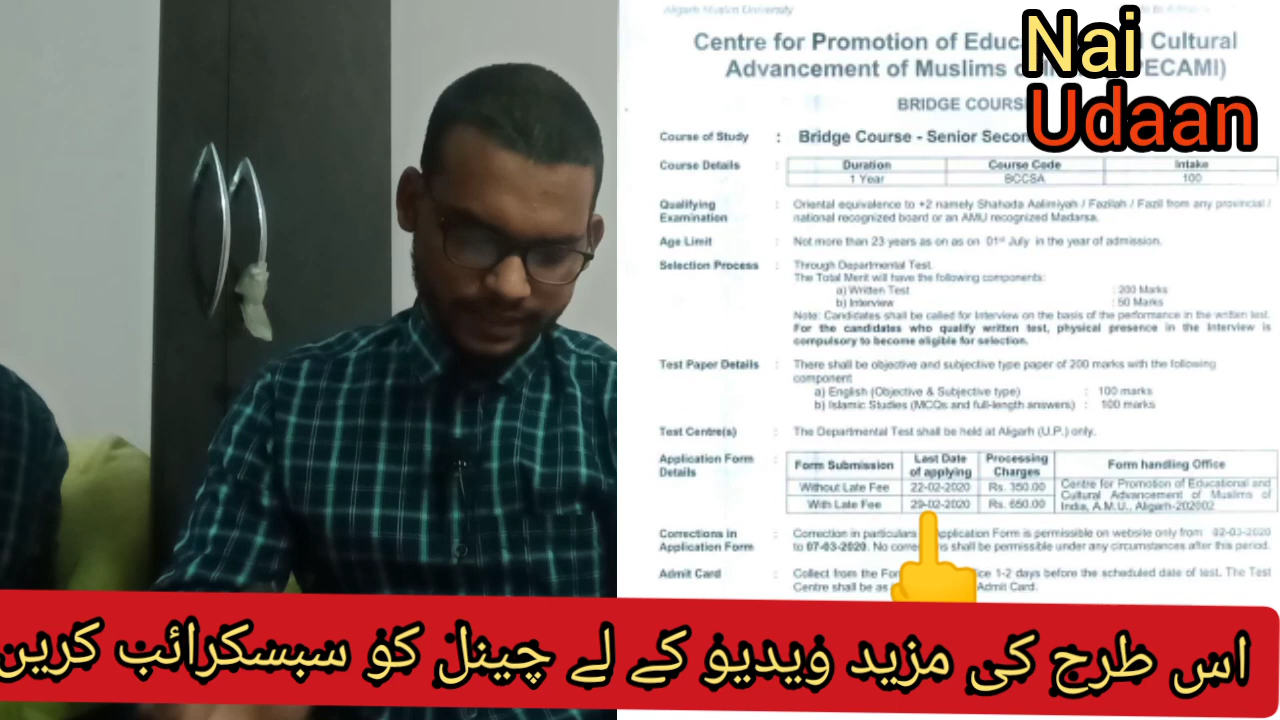 Aligarh Muslim University
Centre for Promotion of Cultural
Advancement of Muslims
BRIDGE COURSE
Nai
Udaan
Course of Study : Bridge Course - Senior
Course Details :
Duration Course Code Intake
1 Year BCCSA 100
Qualifying Examination : Oriental equivalence to +2 namely Shahada Aalimiyah / Fazilah / Fazil from any provincial /
national recognized board or an AMU recognized Madarsa.
Age Limit : Not more than 23 years as on as on 01st July in the year of admission.
Selection Process : Through Departmental Test.
The Total Merit will have the following components:
a) Written Test : 200 Marks
b) Interview : 50 Marks
Note: Candidates shall be called for Interview on the basis of the performance in the written test.
For the candidates who qualify written test, physical presence in the Interview is
compulsory to become eligible for selection.
Test Paper Details : There shall be objective and subjective type paper of 200 marks with the following
component
a) English (Objective & Subjective type) : 100 marks
b) Islamic Studies (MCQs and full-length answers) : 100 marks
Test Centre(s) : The Departmental Test shall be held at Aligarh (U.P.) only.
Application Form Details :
Form Submission Last Date of applying Processing Charges Form handling Office
Without Late Fee 22-02-2020 Rs. 350.00 Centre for Promotion of Educational and
With Late Fee 29-02-2020 Rs. 650.00 Cultural Advancement of Muslims of
India, A.M.U., Aligarh-202002
Corrections in Application Form : Correction in particulars Application Form is permissible on website only from 02-03-2020
to 07-03-2020. No shall be permissible under any circumstances after this period.
Admit Card : Collect from the 1-2 days before the scheduled date of test. The Test
Centre shall be as Admit Card.
اس طرح کی مزید ویدیو کے لے چینل کو سبسکرائب کریں